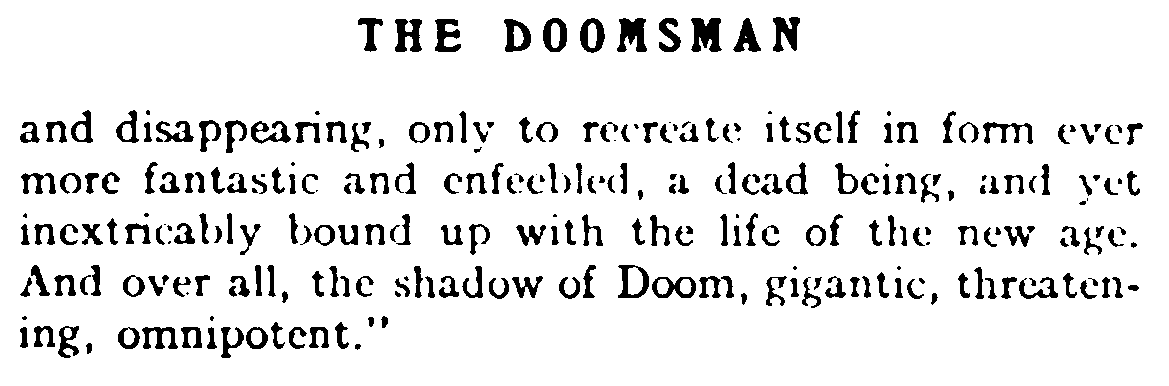 THE DOOMSMAN
and disappearing, only to recreate itself in form ever
more fantastic and enfeebled, a dead being, and yet
inextricably bound up with the life of the new age.
And over all, the shadow of Doom, gigantic, threaten-
ing, omnipotent."